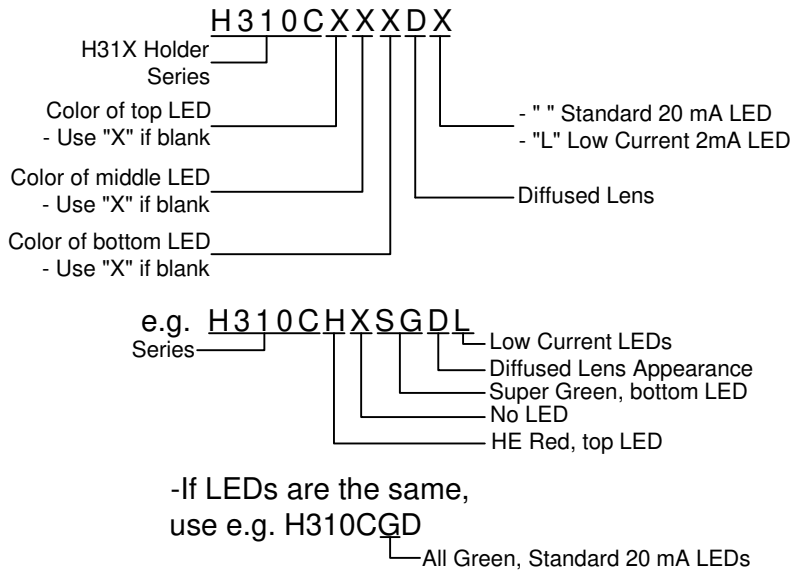 H310CXXXDX
H31X Holder
Series
Color of top LED
- Use "X" if blank
Color of middle LED
- Use "X" if blank
Color of bottom LED
- Use "X" if blank
- " " Standard 20 mA LED
- "L" Low Current 2mA LED
Diffused Lens
e.g. H310CHXSGDL
Series
Low Current LEDs
Diffused Lens Appearance
Super Green, bottom LED
No LED
HE Red, top LED
-If LEDs are the same,
use e.g. H310CGD
All Green, Standard 20 mA LEDs